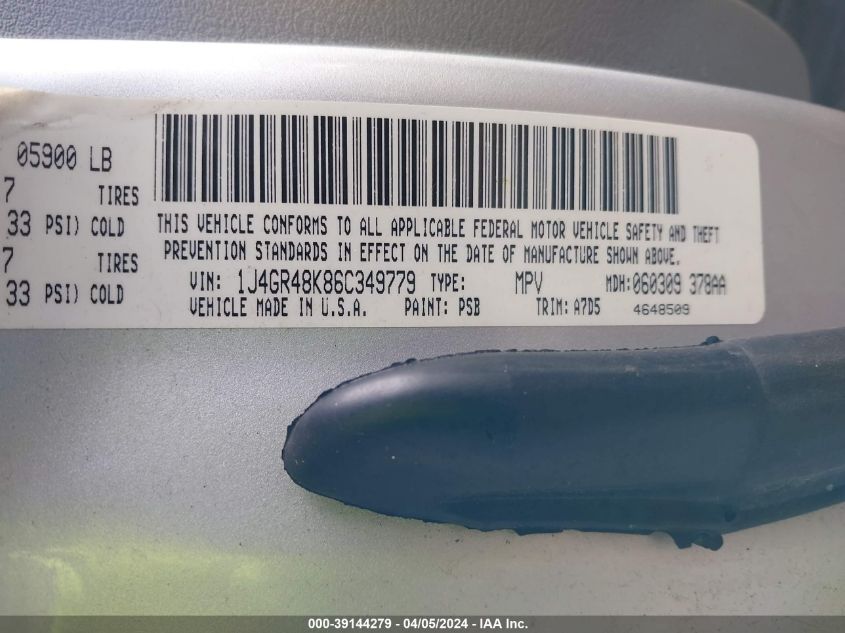 05900 LB
7 TIRES
33 PSI) COLD
7 TIRES
33 PSI) COLD
THIS VEHICLE CONFORMS TO ALL APPLICABLE FEDERAL MOTOR VEHICLE SAFETY AND THEFT
PREVENTION STANDARDS IN EFFECT ON THE DATE OF MANUFACTURE SHOWN ABOVE.
VIN: 1J4GR48K86C349779 TYPE: MPV MDH:060309 378AA
VEHICLE MADE IN U.S.A. PAINT: PSB TRIM: A7D5 4648509
000-39144279 - 04/05/2024 - IAA Inc.